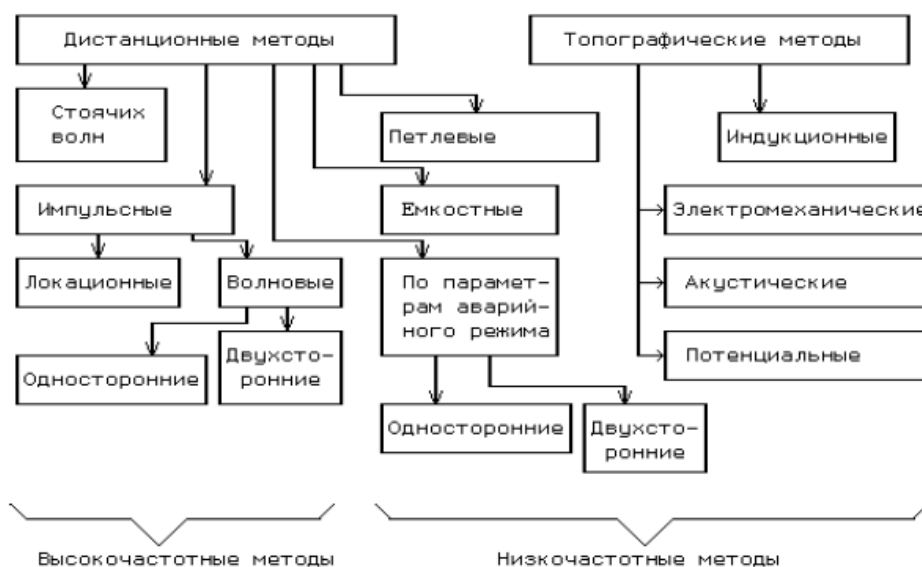 Дистанционные методы
Топографические методы
Стоячих
волн
Петлевые
Индукционные
Импульсные
Емкостные
Электромеханические
Локационные
Волновые
По парамет-
рам аварий-
ного режима
Акустические
Односторонние
Двухсто-
ронние
Потенциальные
Односторонние
Двухсто-
ронние
Высокочастотные методы
Низкочастотные методы